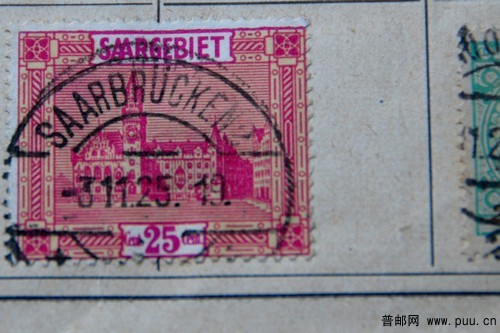 SAARGEBIET
SAARBRÜCKEN
-3.11.25. 19.
25
普邮网 www.puu.cn